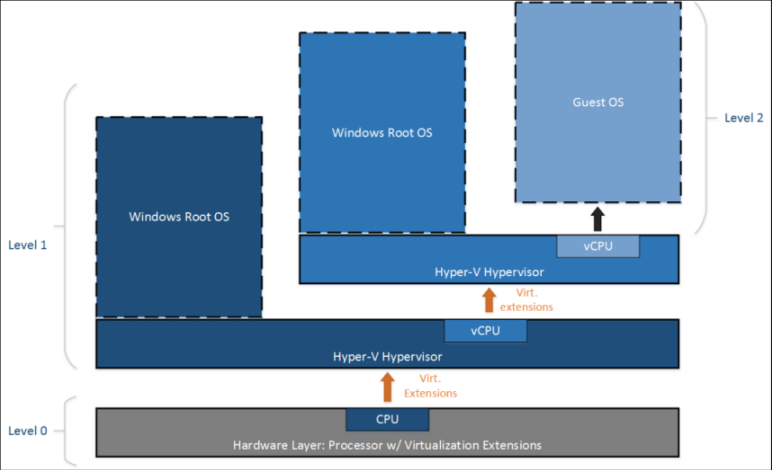 Guest OS
Level 2
Windows Root OS
Windows Root OS
Level 1
vCPU
Hyper-V Hypervisor
Virt.
extensions
vCPU
Hyper-V Hypervisor
Virt.
Extensions
CPU
Level 0
Hardware Layer: Processor w/ Virtualization Extensions